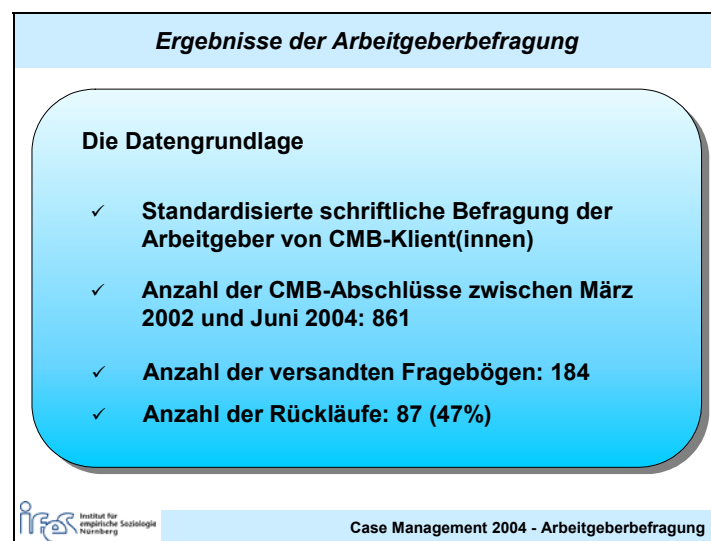 Ergebnisse der Arbeitgeberbefragung
Die Datengrundlage
✓ Standardisierte schriftliche Befragung der
Arbeitgeber von CMB-Klient(innen)
✓ Anzahl der CMB-Abschlüsse zwischen März
2002 und Juni 2004: 861
✓ Anzahl der versandten Fragebögen: 184
✓ Anzahl der Rückläufe: 87 (47%)
ifes
Institut für
empirische Soziologie
Nürnberg
Case Management 2004 - Arbeitgeberbefragung